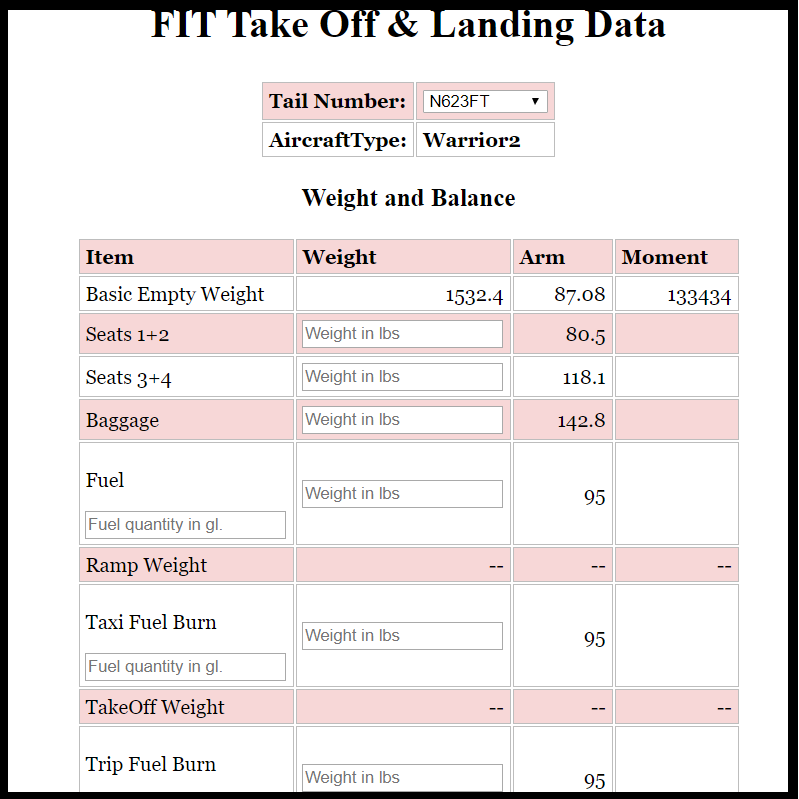 FIT Take Off & Landing Data
Tail Number: N623FT
AircraftType: Warrior2
Weight and Balance
Item Weight Arm Moment
Basic Empty Weight 1532.4 87.08 133434
Seats 1+2 Weight in lbs 80.5
Seats 3+4 Weight in lbs 118.1
Baggage Weight in lbs 142.8
Fuel
Weight in lbs 95
Fuel quantity in gl.
Ramp Weight -- -- --
Taxi Fuel Burn
Weight in lbs 95
Fuel quantity in gl.
TakeOff Weight -- -- --
Trip Fuel Burn
Weight in lbs 95